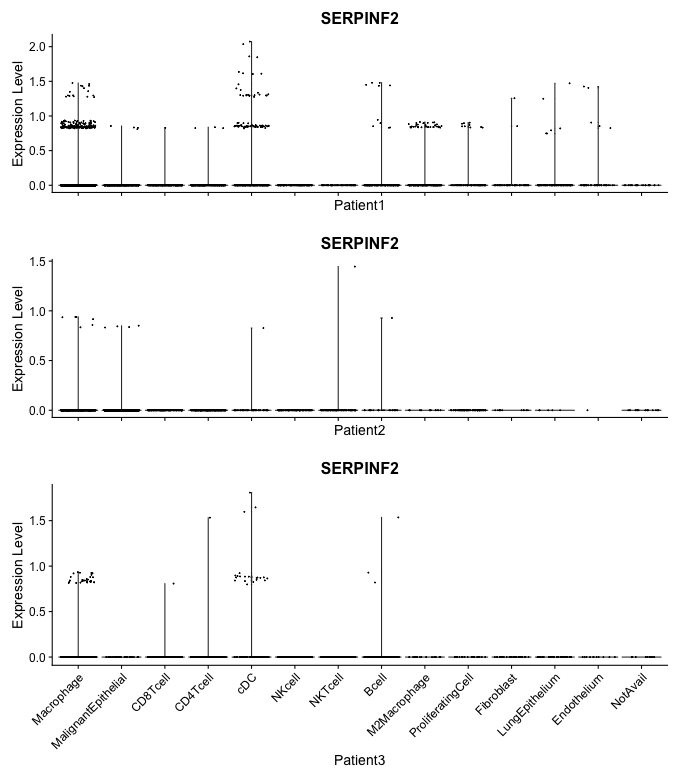 SERPINF2
Expression Level
2.0
1.5
1.0
0.5
0.0
Patient1
SERPINF2
Expression Level
1.5
1.0
0.5
0.0
Patient2
SERPINF2
Expression Level
1.5
1.0
0.5
0.0
Macrophage
MalignantEpithelial
CD8Tcell
CD4Tcell
cDC
NKcell
NKTcell
Bcell
M2Macrophage
ProliferatingCell
Fibroblast
LungEpithelium
Endothelium
NotAvail
Patient3